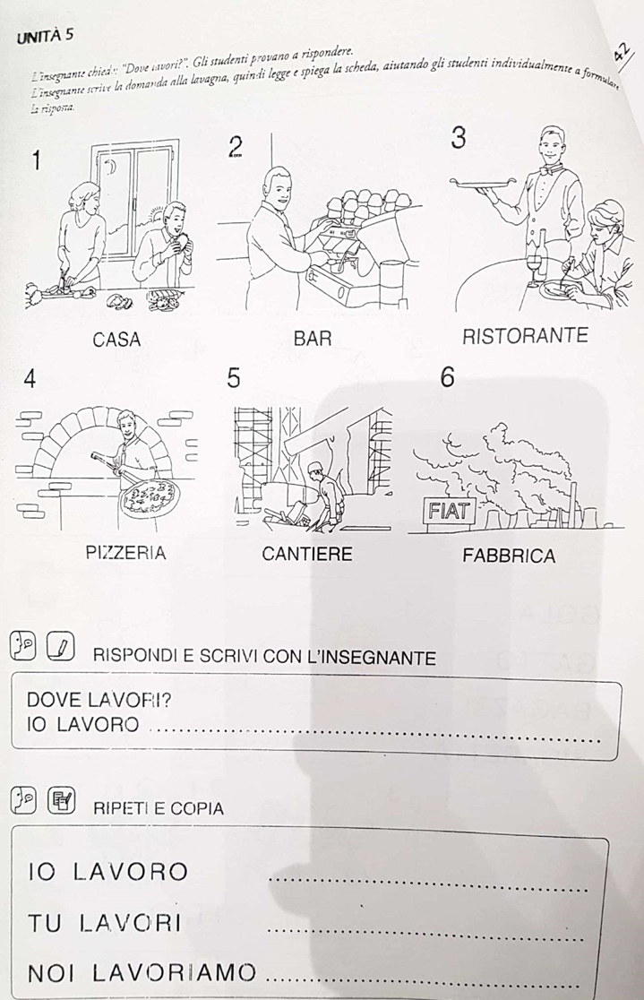 UNITÀ 5
42
L'insegnante chiede: "Dove lavori?". Gli studenti provano a rispondere.
L'insegnante scrive la domanda alla lavagna, quindi legge e spiega la scheda, aiutando gli studenti individualmente a formulare
la risposta.
1
2
3
CASA
BAR
RISTORANTE
4
5
6
FIAT
PIZZERIA
CANTIERE
FABBRICA
RISPONDI E SCRIVI CON L'INSEGNANTE
DOVE LAVORI?
IO LAVORO ....................................................
RIPETI E COPIA
IO LAVORO ....................................
TU LAVORI ....................................
NOI LAVORIAMO ....................................